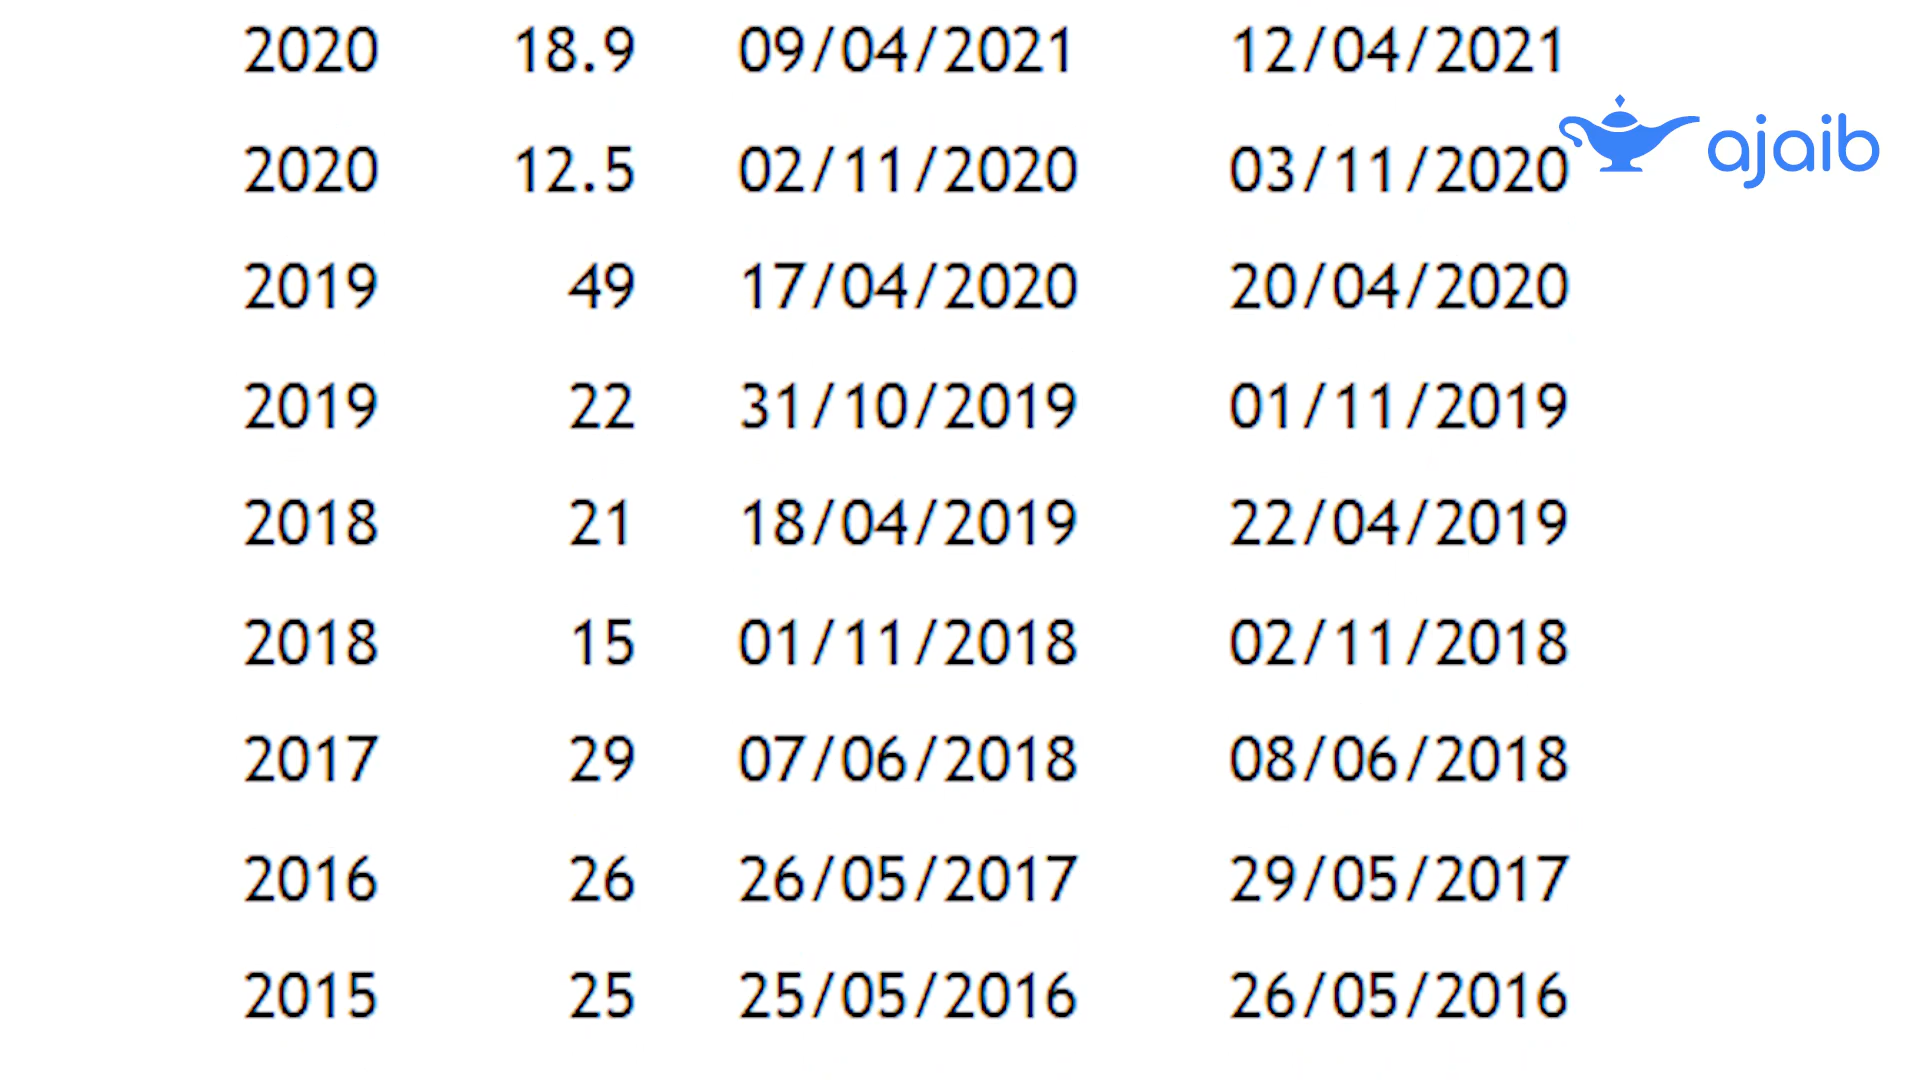 2020 18.9 09/04/2021 12/04/2021
ajaib
2020 12.5 02/11/2020 03/11/2020
2019 49 17/04/2020 20/04/2020
2019 22 31/10/2019 01/11/2019
2018 21 18/04/2019 22/04/2019
2018 15 01/11/2018 02/11/2018
2017 29 07/06/2018 08/06/2018
2016 26 26/05/2017 29/05/2017
2015 25 25/05/2016 26/05/2016